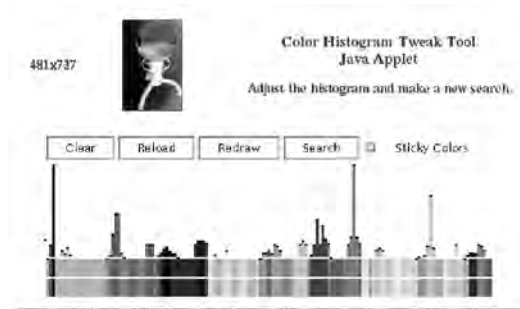 481x737
Color Histogram Tweak Tool
Java Applet
Adjust the histogram and make a new search.
Clear
Reload
Redraw
Search
Sticky Colors